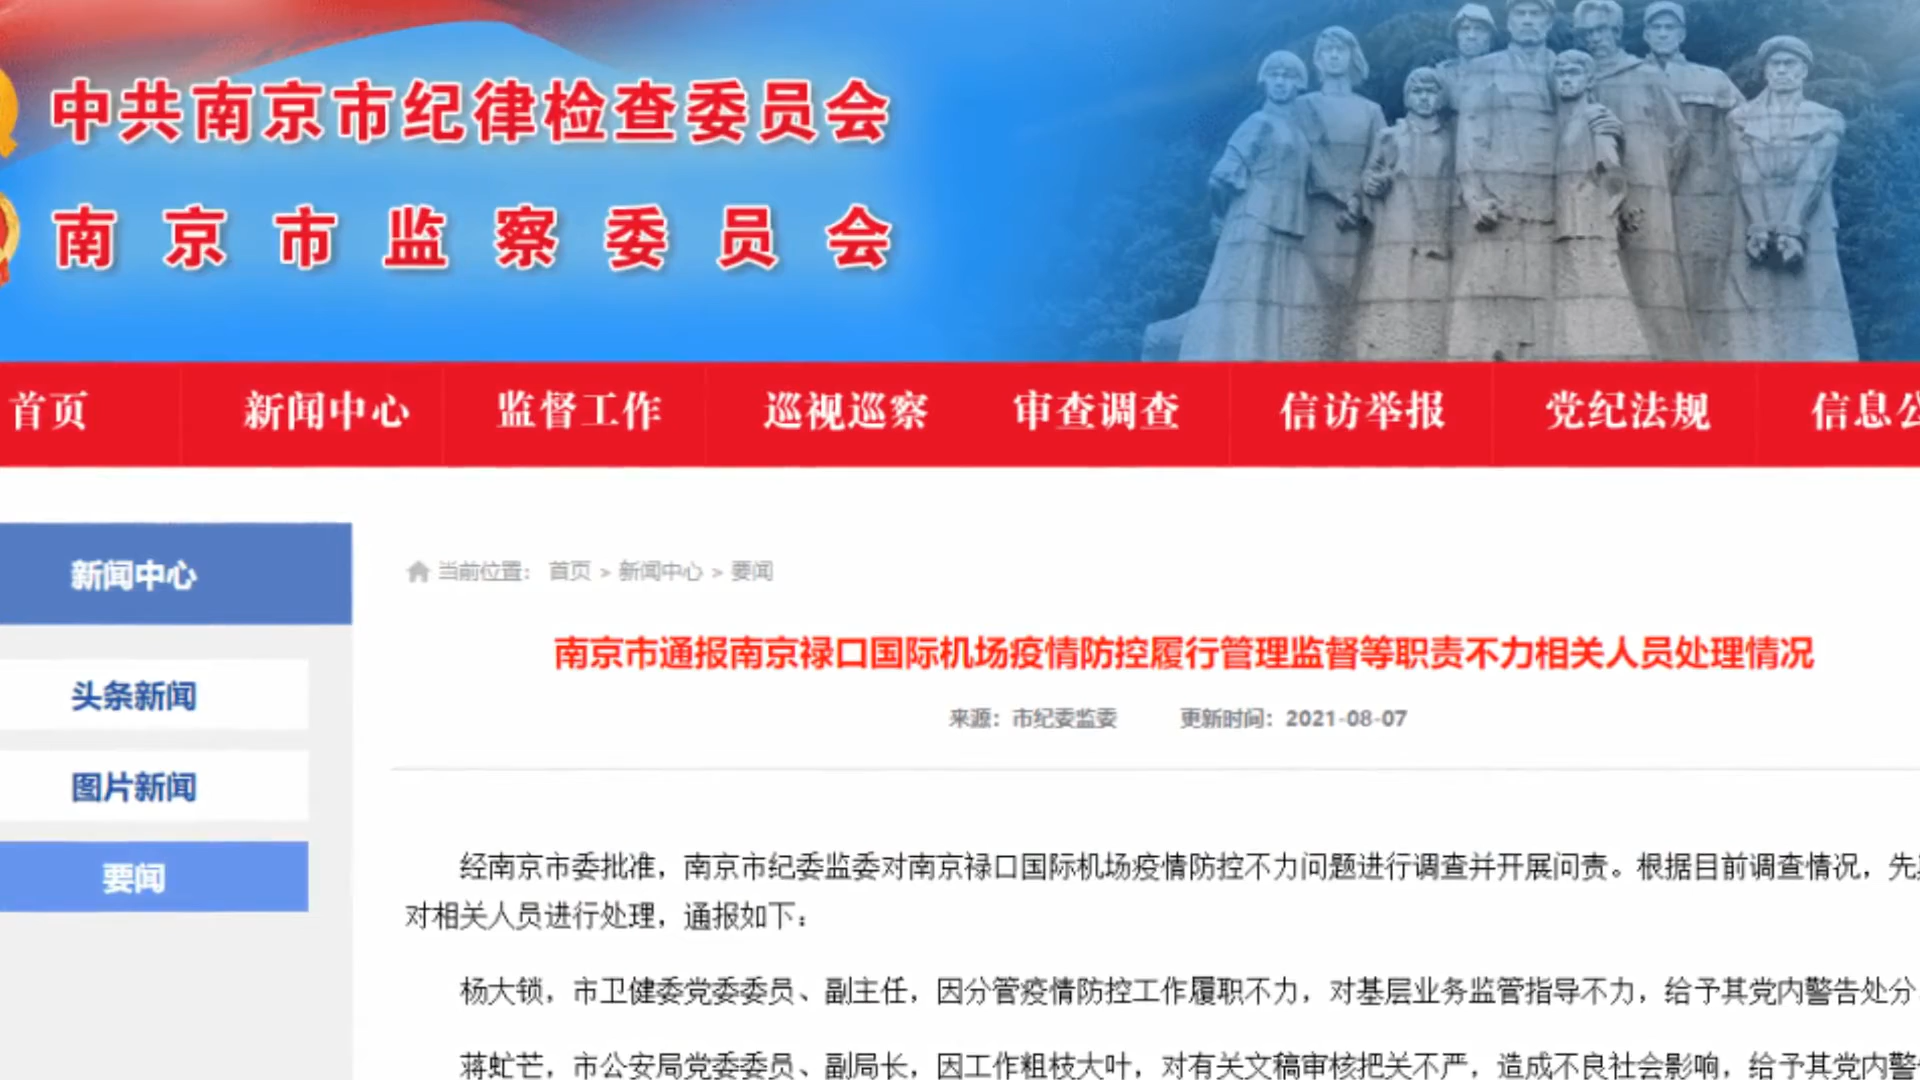 中共南京市纪律检查委员会
南京市监察委员会
首页 新闻中心 监督工作 巡视巡察 审查调查 信访举报 党纪法规 信息公
新闻中心
头条新闻
图片新闻
要闻
当前位置： 首页 > 新闻中心 > 要闻
南京市通报南京禄口国际机场疫情防控履行管理监督等职责不力相关人员处理情况
来源：市纪委监委 更新时间：2021-08-07
经南京市委批准，南京市纪委监委对南京禄口国际机场疫情防控不力问题进行调查并开展问责。根据目前调查情况，先
对相关人员进行处理，通报如下：
杨大锁，市卫健委党委委员、副主任，因分管疫情防控工作履职不力，对基层业务监管指导不力，给予其党内警告处分
蒋虻芒，市公安局党委委员、副局长，因工作粗枝大叶，对有关文稿审核把关不严，造成不良社会影响，给予其党内警